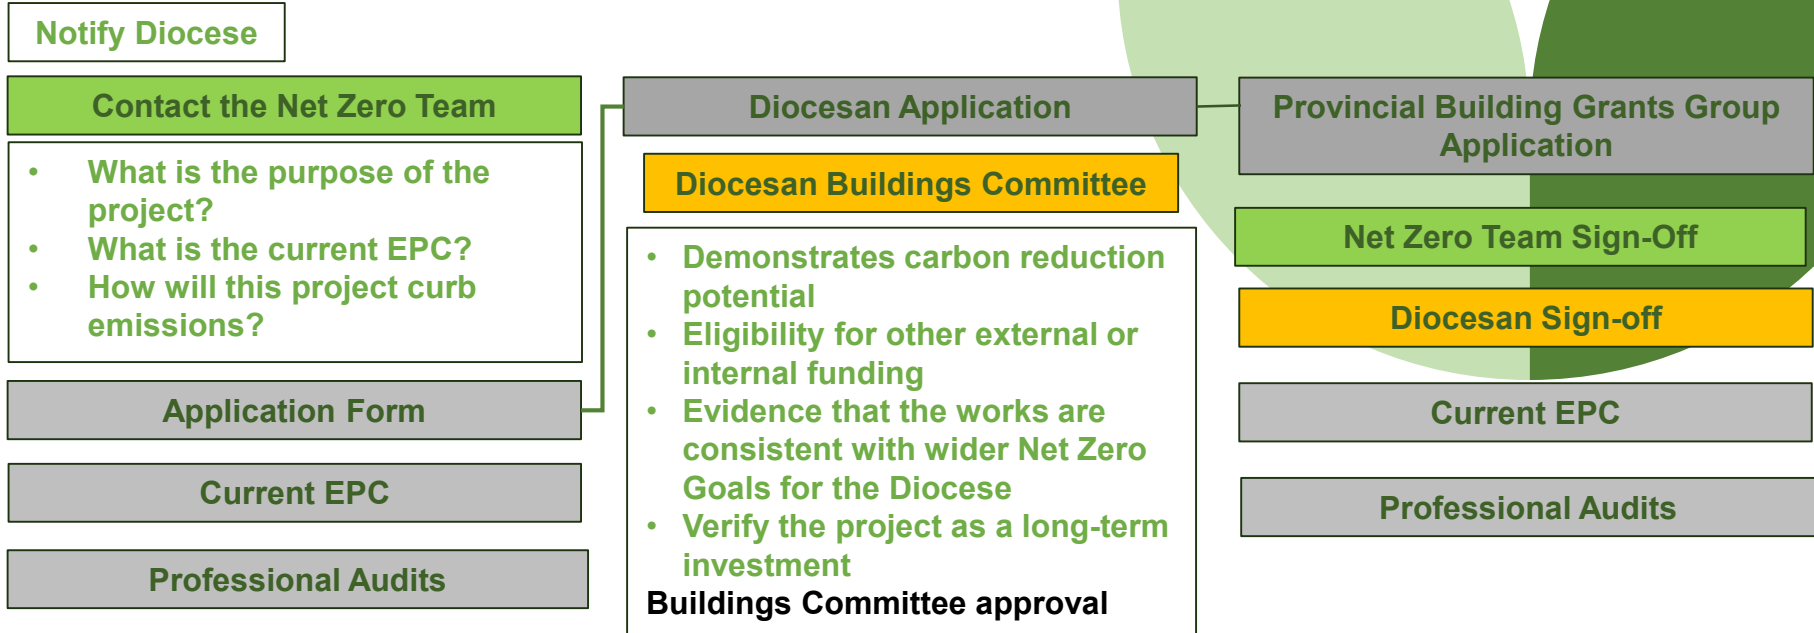 Notify Diocese
Contact the Net Zero Team
• What is the purpose of the
project?
• What is the current EPC?
• How will this project curb
emissions?
Application Form
Current EPC
Professional Audits
Diocesan Application
Diocesan Buildings Committee
• Demonstrates carbon reduction
potential
• Eligibility for other external or
internal funding
• Evidence that the works are
consistent with wider Net Zero
Goals for the Diocese
• Verify the project as a long-term
investment
Buildings Committee approval
Provincial Building Grants Group
Application
Net Zero Team Sign-Off
Diocesan Sign-off
Current EPC
Professional Audits